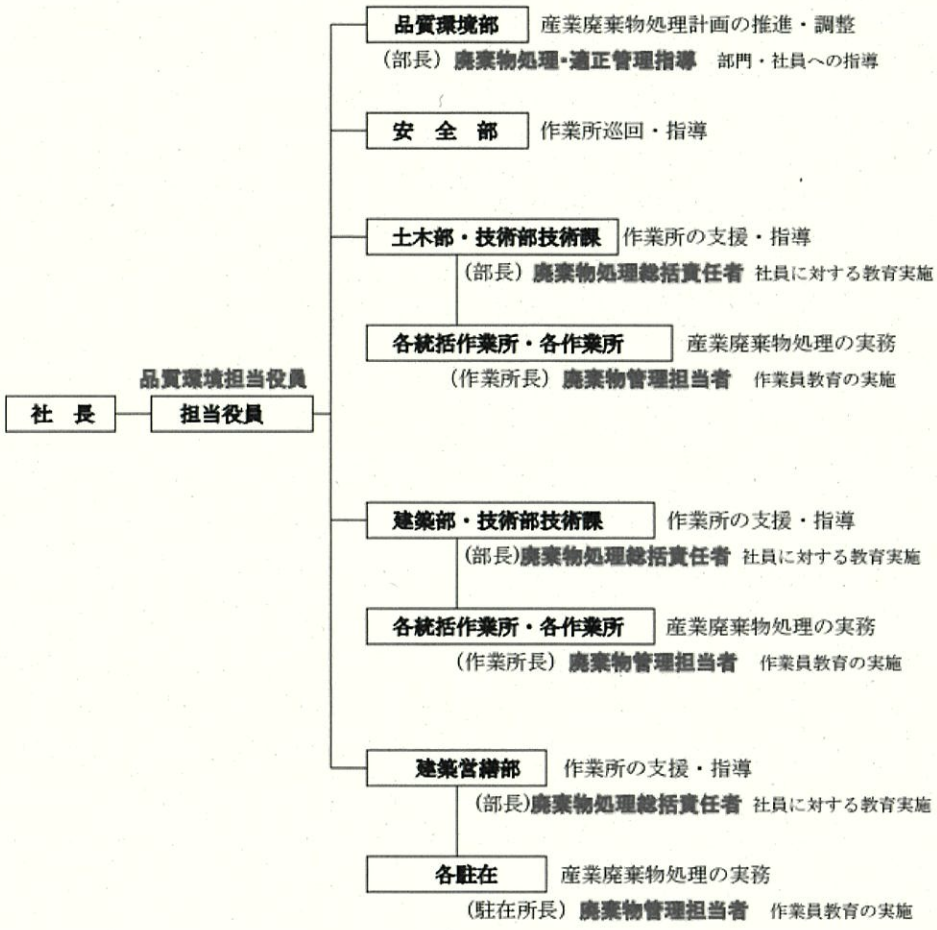 品質環境部 産業廃棄物処理計画の推進・調整
(部長) 廃棄物処理・適正管理指導 部門・社員への指導
安 全 部 作業所巡回・指導
土木部・技術部技術課 作業所の支援・指導
(部長) 廃棄物処理総括責任者 社員に対する教育実施
各統括作業所・各作業所 産業廃棄物処理の実務
(作業所長) 廃棄物管理担当者 作業員教育の実施
品質環境担当役員
社 長 担当役員
建築部・技術部技術課 作業所の支援・指導
(部長)廃棄物処理総括責任者 社員に対する教育実施
各統括作業所・各作業所 産業廃棄物処理の実務
(作業所長) 廃棄物管理担当者 作業員教育の実施
建築営繕部 作業所の支援・指導
(部長)廃棄物処理総括責任者 社員に対する教育実施
各駐在 産業廃棄物処理の実務
(駐在所長) 廃棄物管理担当者 作業員教育の実施